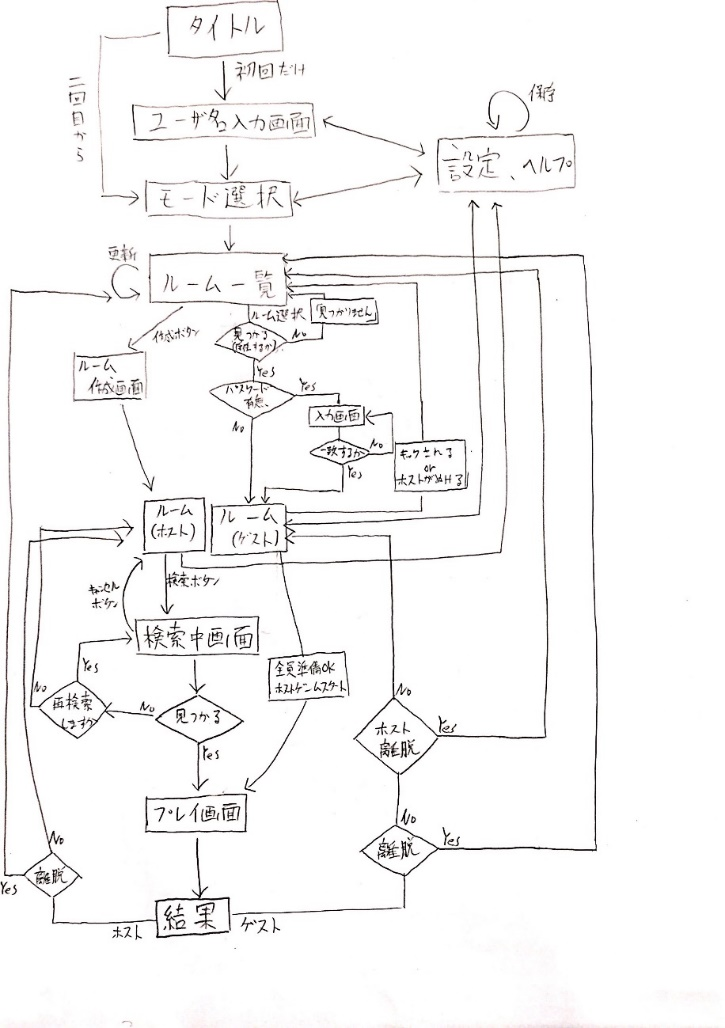 タイトル
初回だけ
二回目から
保存
ユーザ名入力画面
設定、ヘルプ
モード選択
更新
ルーム一覧
ルーム選択
見つかりません
作成ボタン
見つかる
(存在するか)
No
Yes
ルーム
作成画面
パスワード
有無
Yes
No
入力画面
一致するか
No
Yes
キックされる
or
ホストがぬける
ルーム
(ホスト)
ルーム
(ゲスト)
キャンセル
ボタン
検索ボタン
検索中画面
Yes
全員準備OK
ホストゲームスタート
No
再検索
しますか
No
見つかる
Yes
No
ホスト
離脱
Yes
プレイ画面
No
離脱
Yes
No
離脱
Yes
結果
ホスト
ゲスト